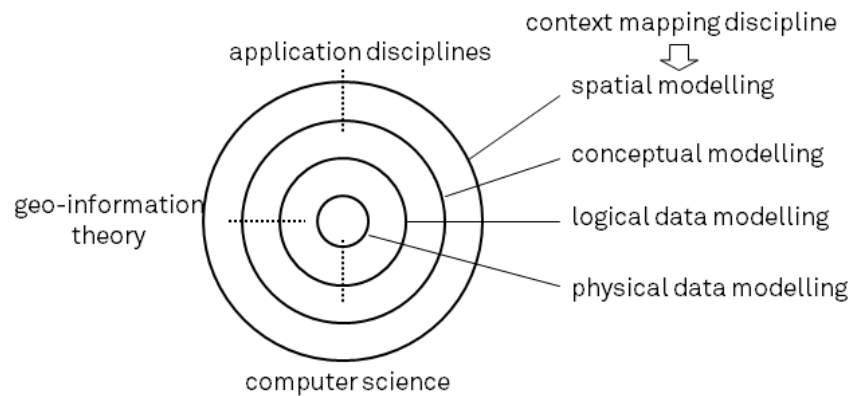 context mapping discipline
application disciplines
spatial modelling
conceptual modelling
geo-information
theory
logical data modelling
physical data modelling
computer science